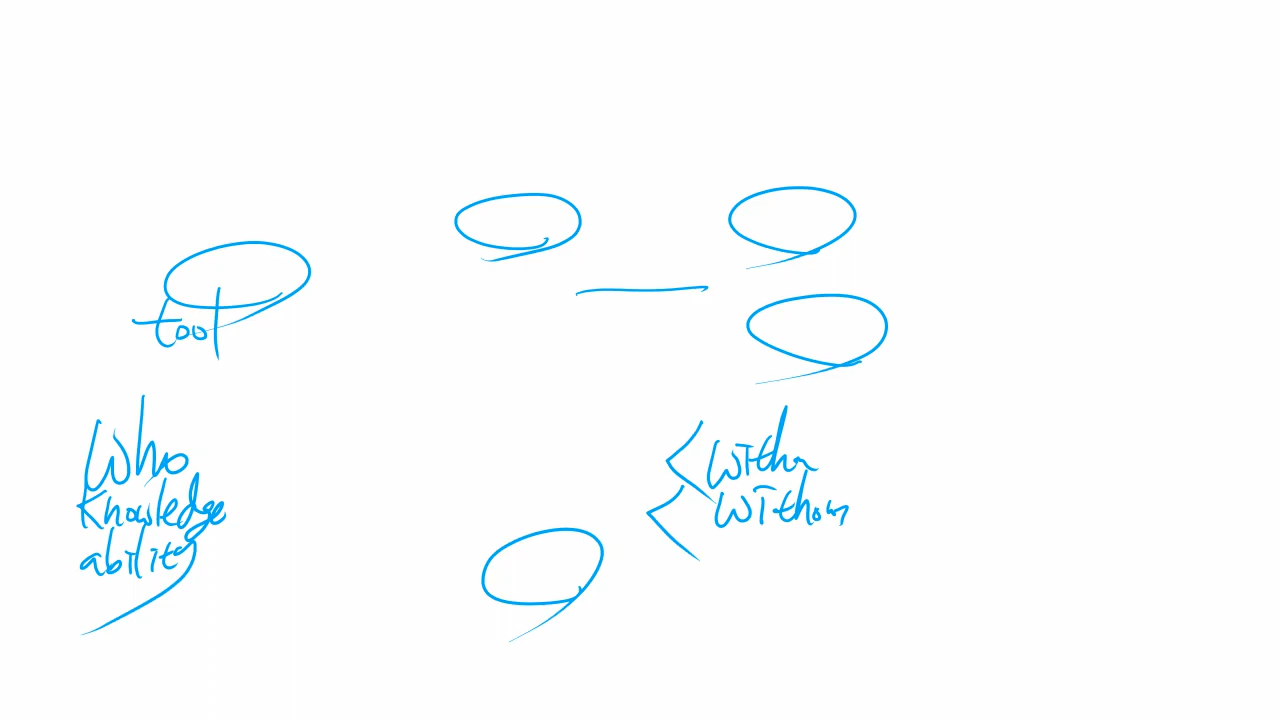 tool
Who
Knowledge
ability
< within
< without